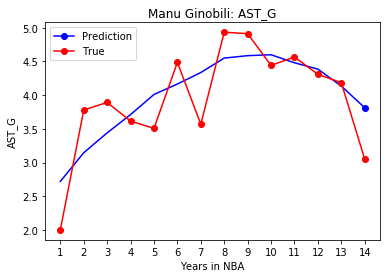 Manu Ginobili: AST_G
Prediction
True
5.0
4.5
4.0
3.5
3.0
2.5
2.0
AST_G
1 2 3 4 5 6 7 8 9 10 11 12 13 14
Years in NBA